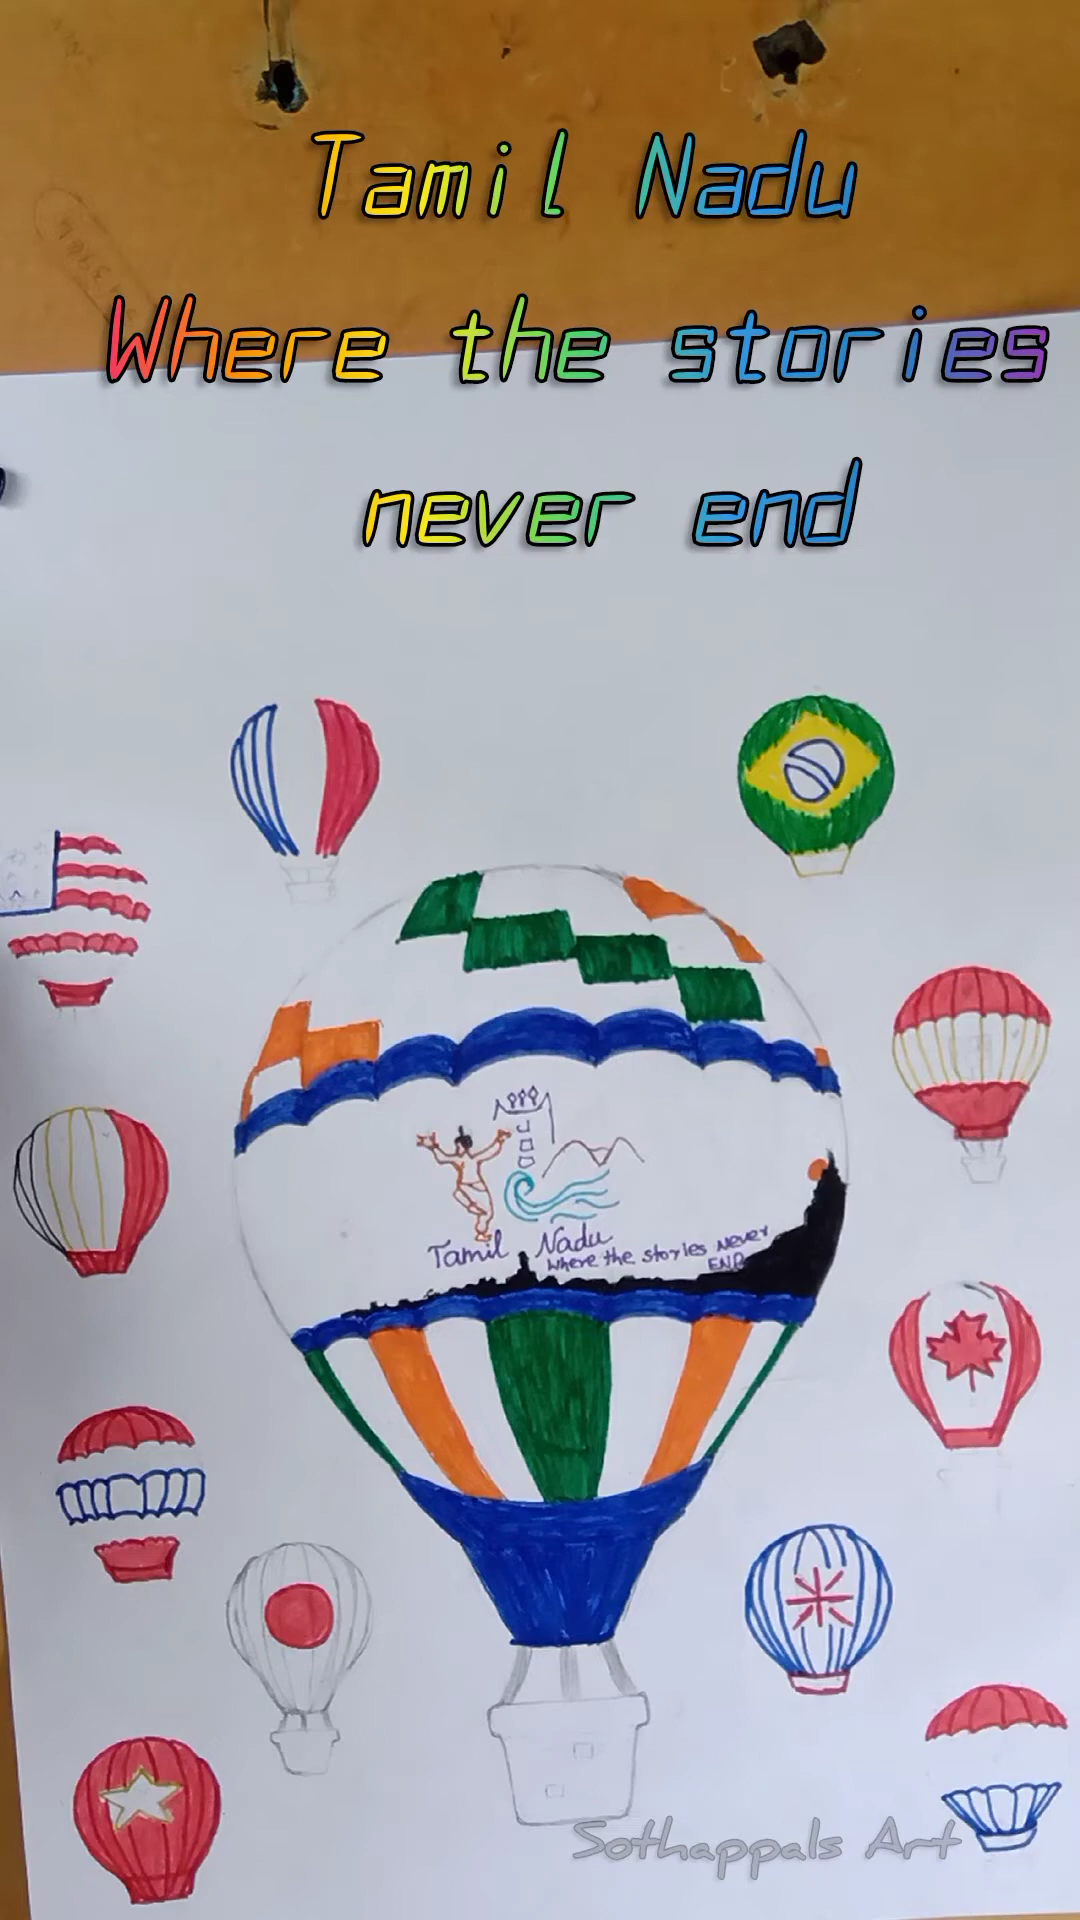 Tamil Nadu
Where the stories
never end
Tamil Nadu
Where the stories Never
END
Sothappals Art